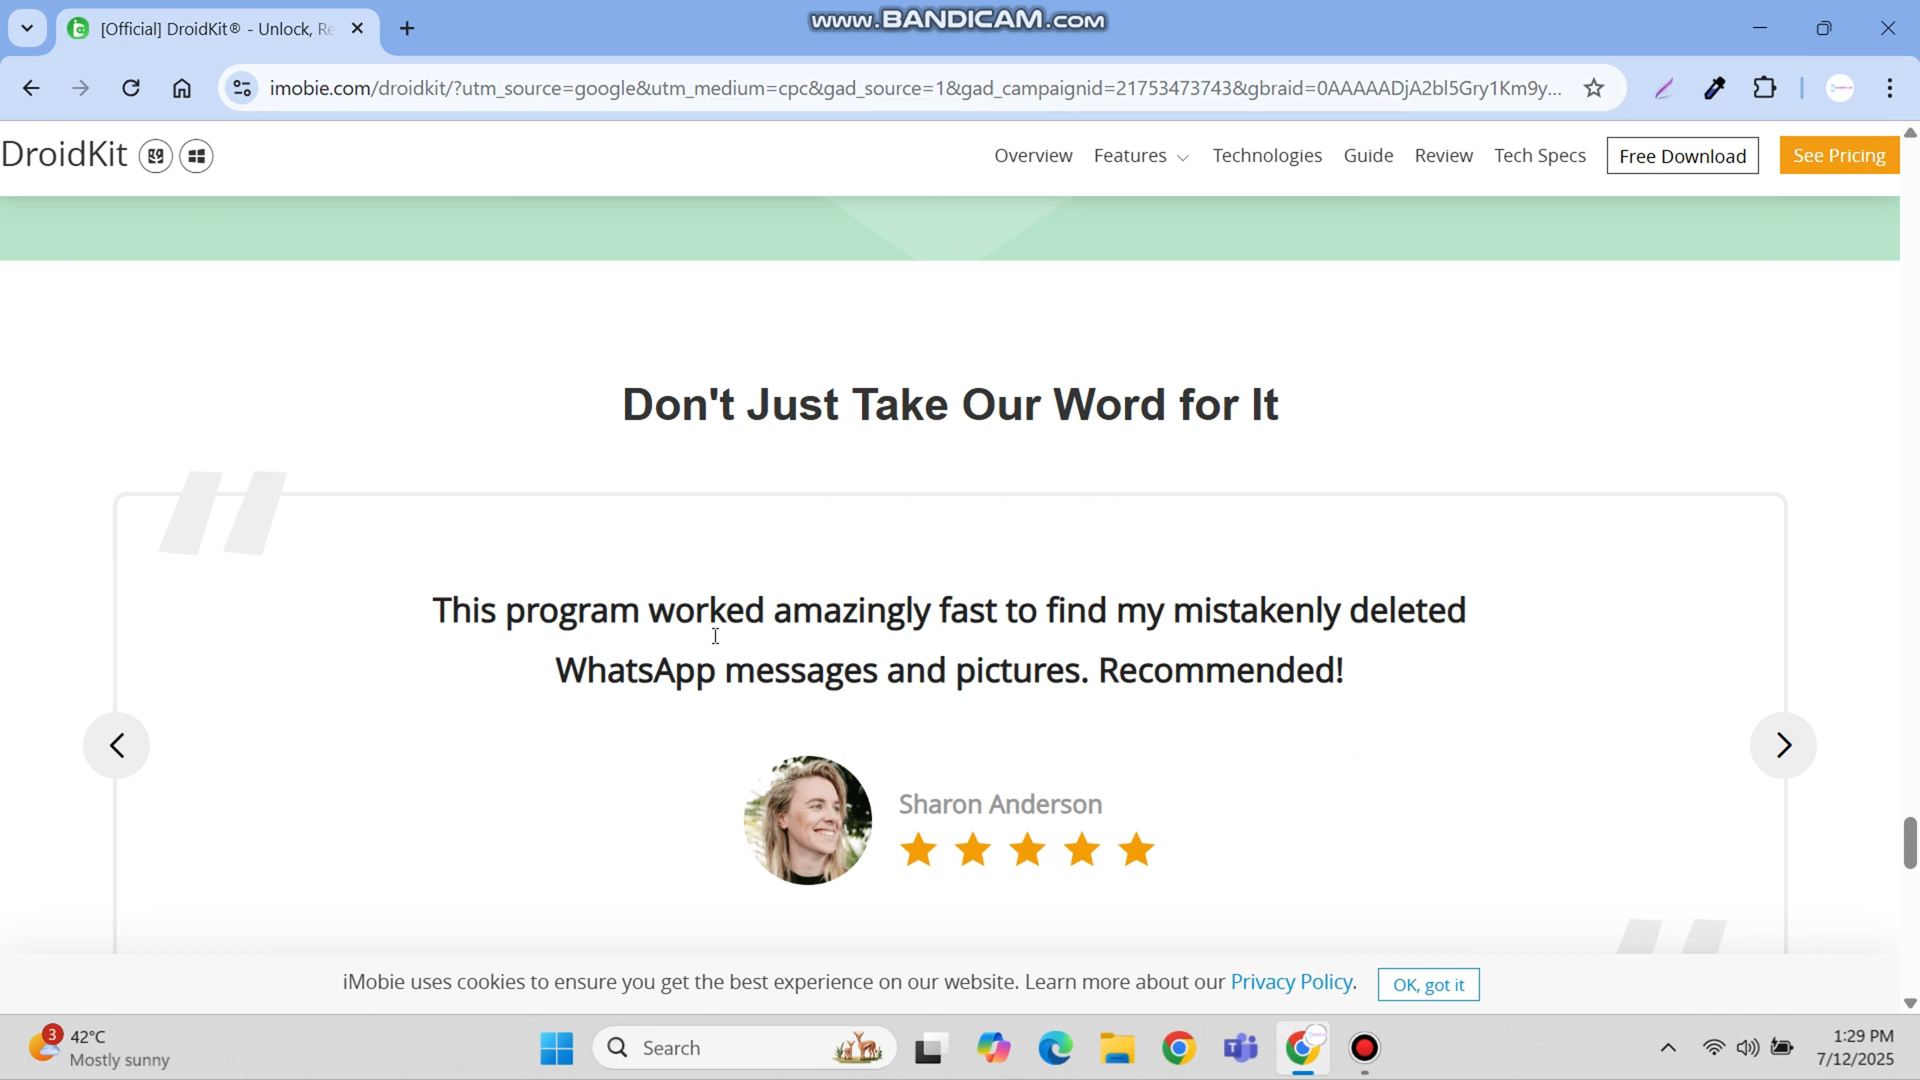 [Official] DroidKit® - Unlock, Re
www.BANDICAM.com
imobie.com/droidkit/?utm_source=google&utm_medium=cpc&gad_source=1&gad_campaignid=21753473743&gbraid=0AAAAADjA2bl5Gry1Km9y...
DroidKit
Overview
Features
Technologies
Guide
Review
Tech Specs
Free Download
See Pricing
Don't Just Take Our Word for It
This program worked amazingly fast to find my mistakenly deleted
WhatsApp messages and pictures. Recommended!
Sharon Anderson
iMobie uses cookies to ensure you get the best experience on our website. Learn more about our Privacy Policy.
OK, got it
3
42°C
Mostly sunny
Search
1:29 PM
7/12/2025